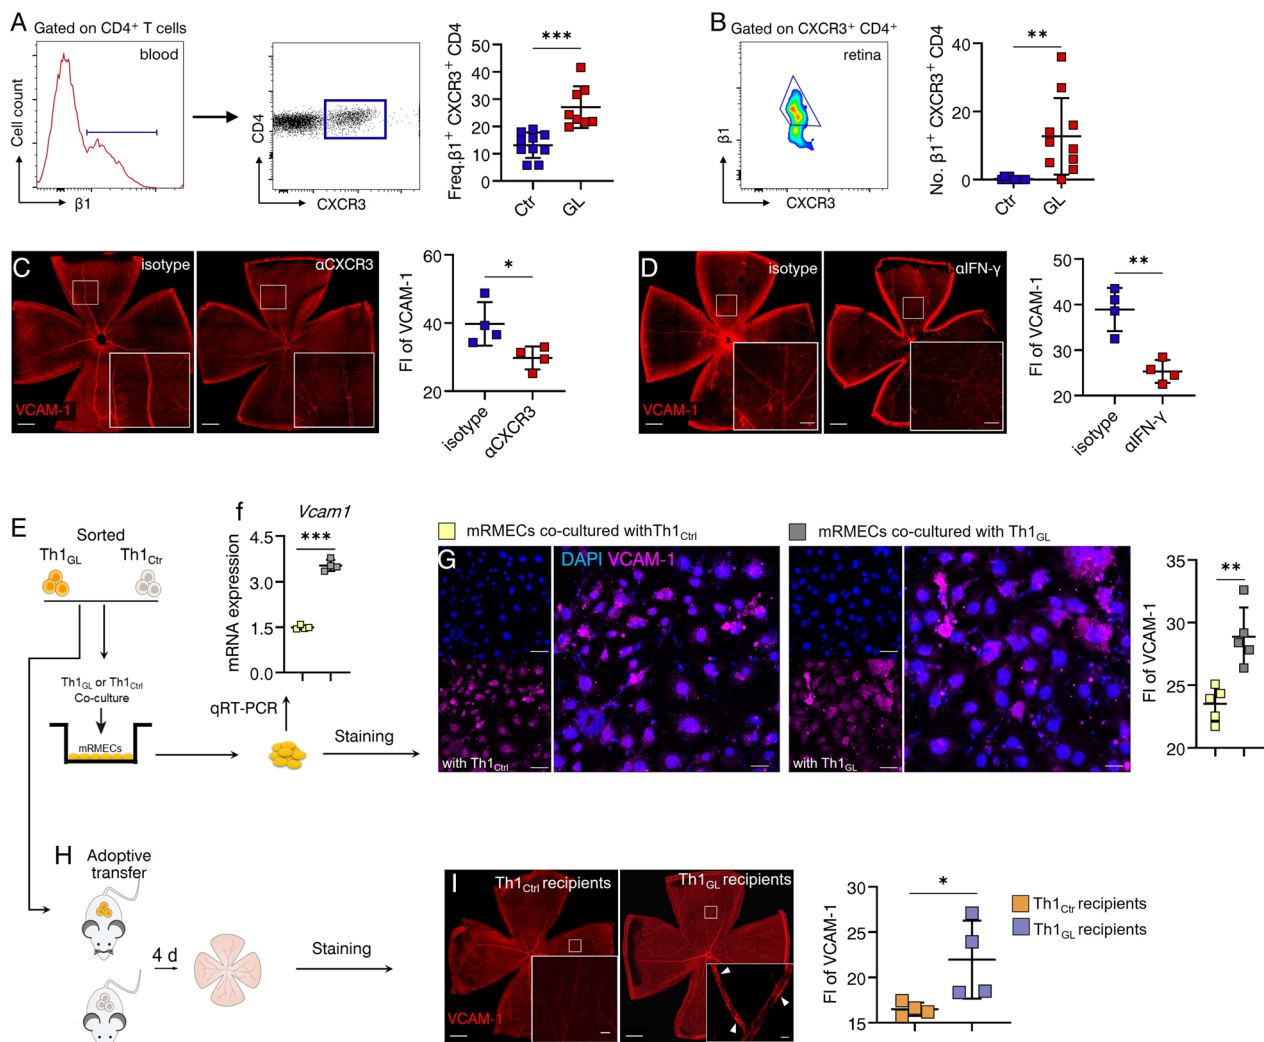 A
Gated on CD4⁺ T cells
blood
Cell count
β1
CD4
CXCR3
Freq.β1⁺ CXCR3⁺ CD4
50
40
30
20
10
0
***
Ctr
GL
B
Gated on CXCR3⁺ CD4⁺
retina
β1
CXCR3
No. β1⁺ CXCR3⁺ CD4
40
20
0
**
Ctr
GL
C
isotype
αCXCR3
VCAM-1
FI of VCAM-1
60
40
20
*
isotype
αCXCR3
D
isotype
αIFN-γ
VCAM-1
FI of VCAM-1
50
40
30
20
**
isotype
αIFN-γ
E
Sorted
Th1GL
Th1Ctr
Th1GL or Th1Ctrl
Co-culture
mRMECs
f
Vcam1
mRNA expression
4.5
3.0
1.5
0.0
***
qRT-PCR
Staining
G
mRMECs co-cultured withTh1Ctrl
mRMECs co-cultured with Th1GL
DAPI VCAM-1
with Th1Ctrl
with Th1GL
FI of VCAM-1
35
30
25
20
**
H
Adoptive
transfer
4 d
Staining
I
Th1Ctrl recipients
Th1GL recipients
VCAM-1
FI of VCAM-1
30
25
20
15
*
Th1Ctr recipients
Th1GL recipients